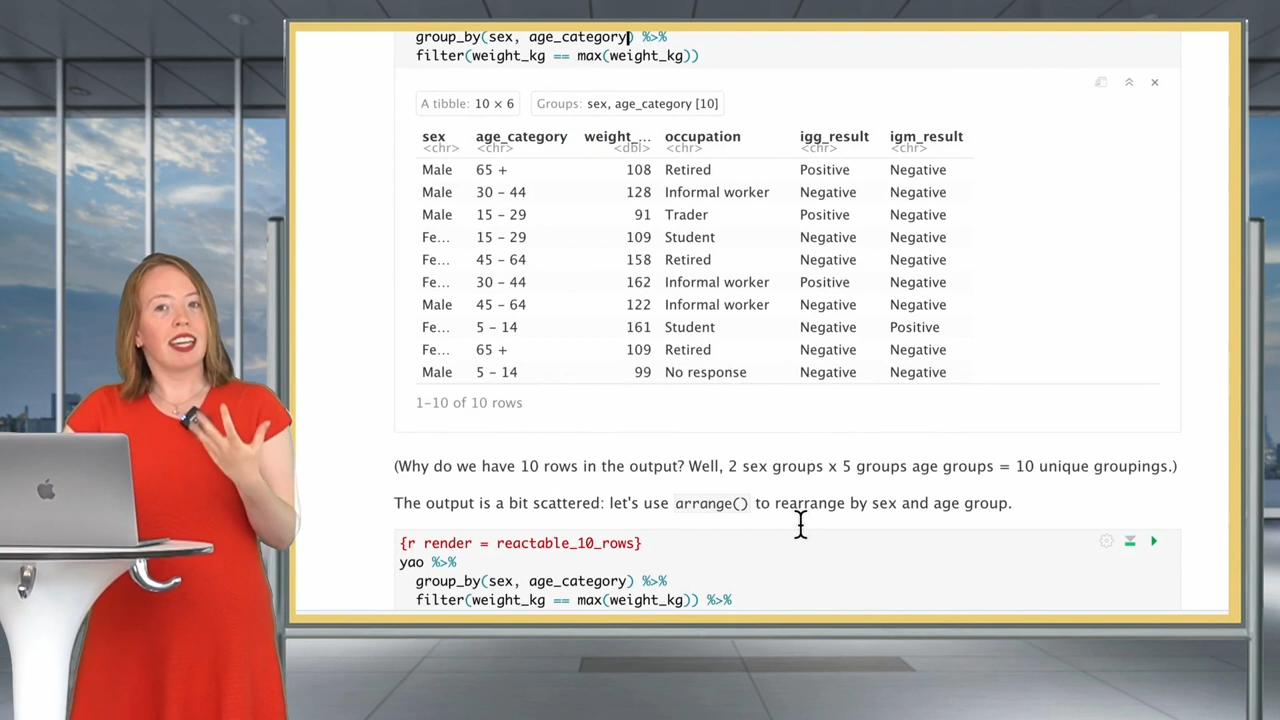 group_by(sex, age_category) %>%
filter(weight_kg == max(weight_kg))
A tibble: 10 × 6 Groups: sex, age_category [10]
sex age_category weight_... occupation igg_result igm_result
<chr> <chr> <dbl> <chr> <chr> <chr>
Male 65 + 108 Retired Positive Negative
Male 30 – 44 128 Informal worker Negative Negative
Male 15 – 29 91 Trader Positive Negative
Fe... 15 – 29 109 Student Negative Negative
Fe... 45 – 64 158 Retired Negative Negative
Fe... 30 – 44 162 Informal worker Positive Negative
Male 45 – 64 122 Informal worker Negative Negative
Fe... 5 – 14 161 Student Negative Positive
Fe... 65 + 109 Retired Negative Negative
Male 5 – 14 99 No response Negative Negative
1-10 of 10 rows
(Why do we have 10 rows in the output? Well, 2 sex groups x 5 groups age groups = 10 unique groupings.)
The output is a bit scattered: let's use arrange() to rearrange by sex and age group.
{r render = reactable_10_rows}
yao %>%
group_by(sex, age_category) %>%
filter(weight_kg == max(weight_kg)) %>%